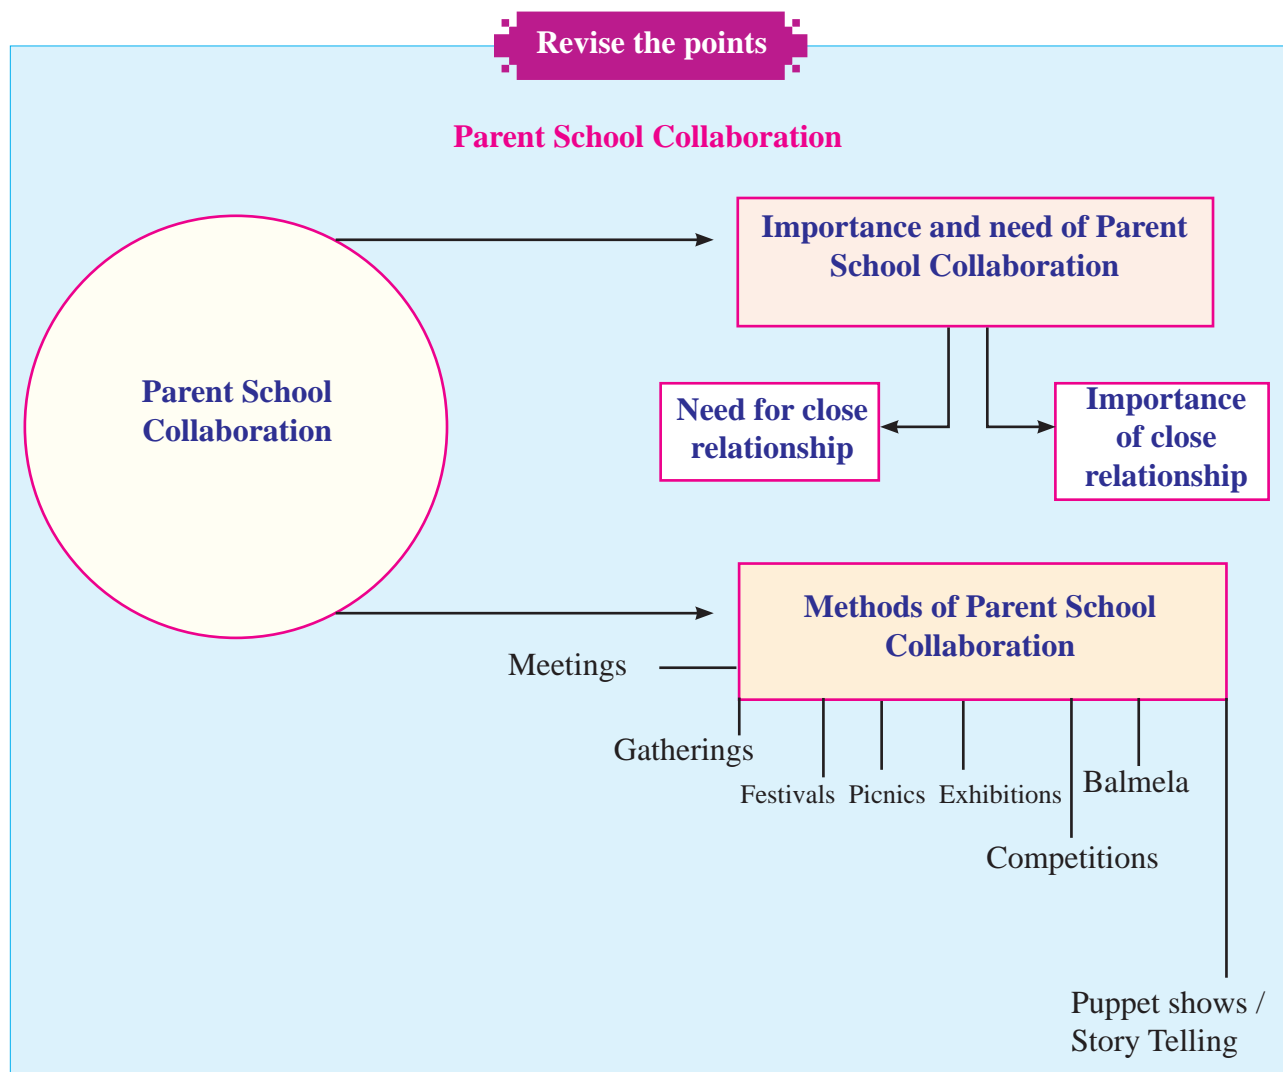 Revise the points
Parent School Collaboration
Importance and need of Parent
School Collaboration
Parent School
Collaboration
Need for close
relationship
Importance
of close
relationship
Methods of Parent School
Collaboration
Meetings
Gatherings
Festivals
Picnics
Exhibitions
Balmela
Competitions
Puppet shows /
Story Telling